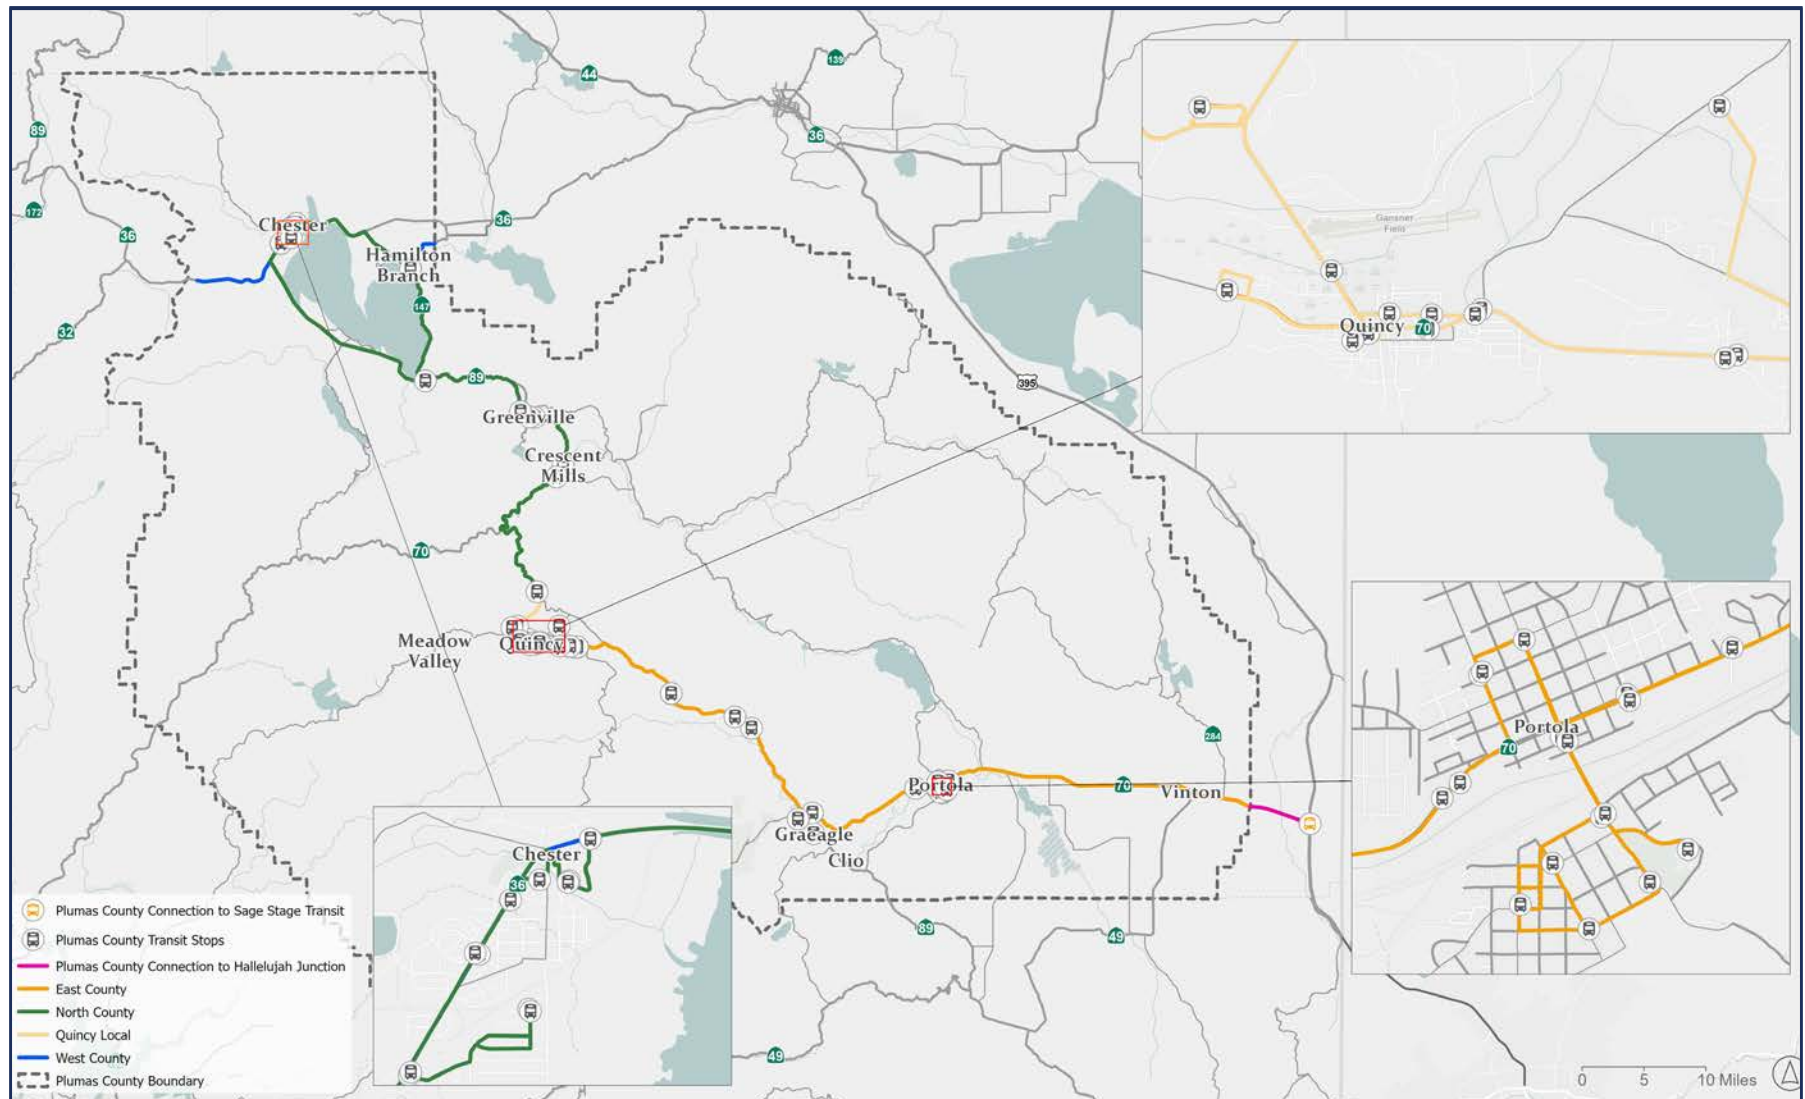 44
139
89
36
172
Chester
36
36
Hamilton
Branch
147
32
89
395
Greenville
Crescent
Mills
70
Meadow
Valley
Quincy
284
Portola
70
Vinton
Graeagle
Clio
89
49
49
Gansner
Field
Quincy
70
Portola
70
Chester
36
Plumas County Connection to Sage Stage Transit
Plumas County Transit Stops
Plumas County Connection to Hallelujah Junction
East County
North County
Quincy Local
West County
Plumas County Boundary
0 5 10 Miles